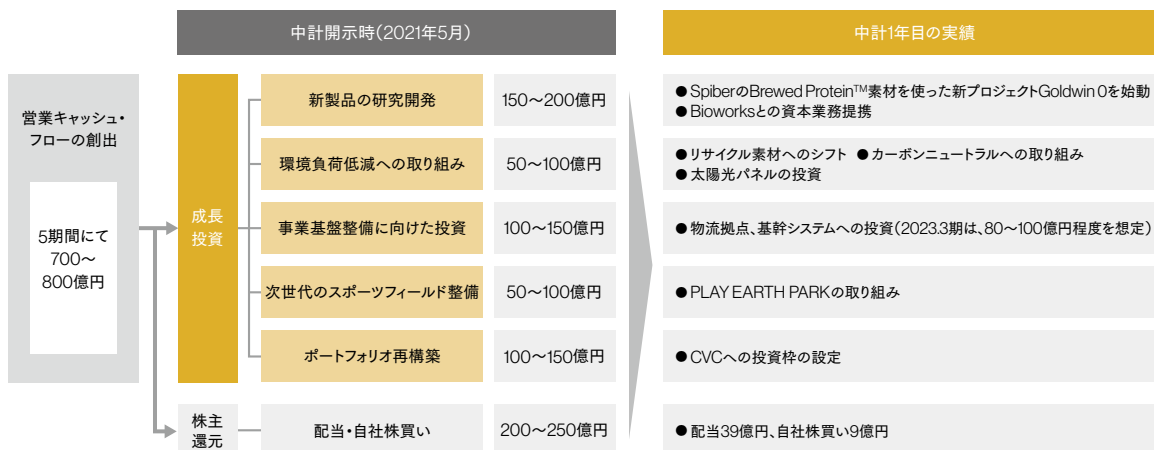 中計開示時（2021年5月）
中計1年目の実績
営業キャッシュ・
フローの創出
5期間にて
700～
800億円
成長
投資
新製品の研究開発
150～200億円
● SpiberのBrewed Protein™素材を使った新プロジェクトGoldwin 0を始動
● Bioworksとの資本業務提携
環境負荷低減への取り組み
50～100億円
● リサイクル素材へのシフト ● カーボンニュートラルへの取り組み
● 太陽光パネルの投資
事業基盤整備に向けた投資
100～150億円
● 物流拠点、基幹システムへの投資（2023.3期は、80～100億円程度を想定）
次世代のスポーツフィールド整備
50～100億円
● PLAY EARTH PARKの取り組み
ポートフォリオ再構築
100～150億円
● CVCへの投資枠の設定
株主
還元
配当・自社株買い
200～250億円
● 配当39億円、自社株買い9億円